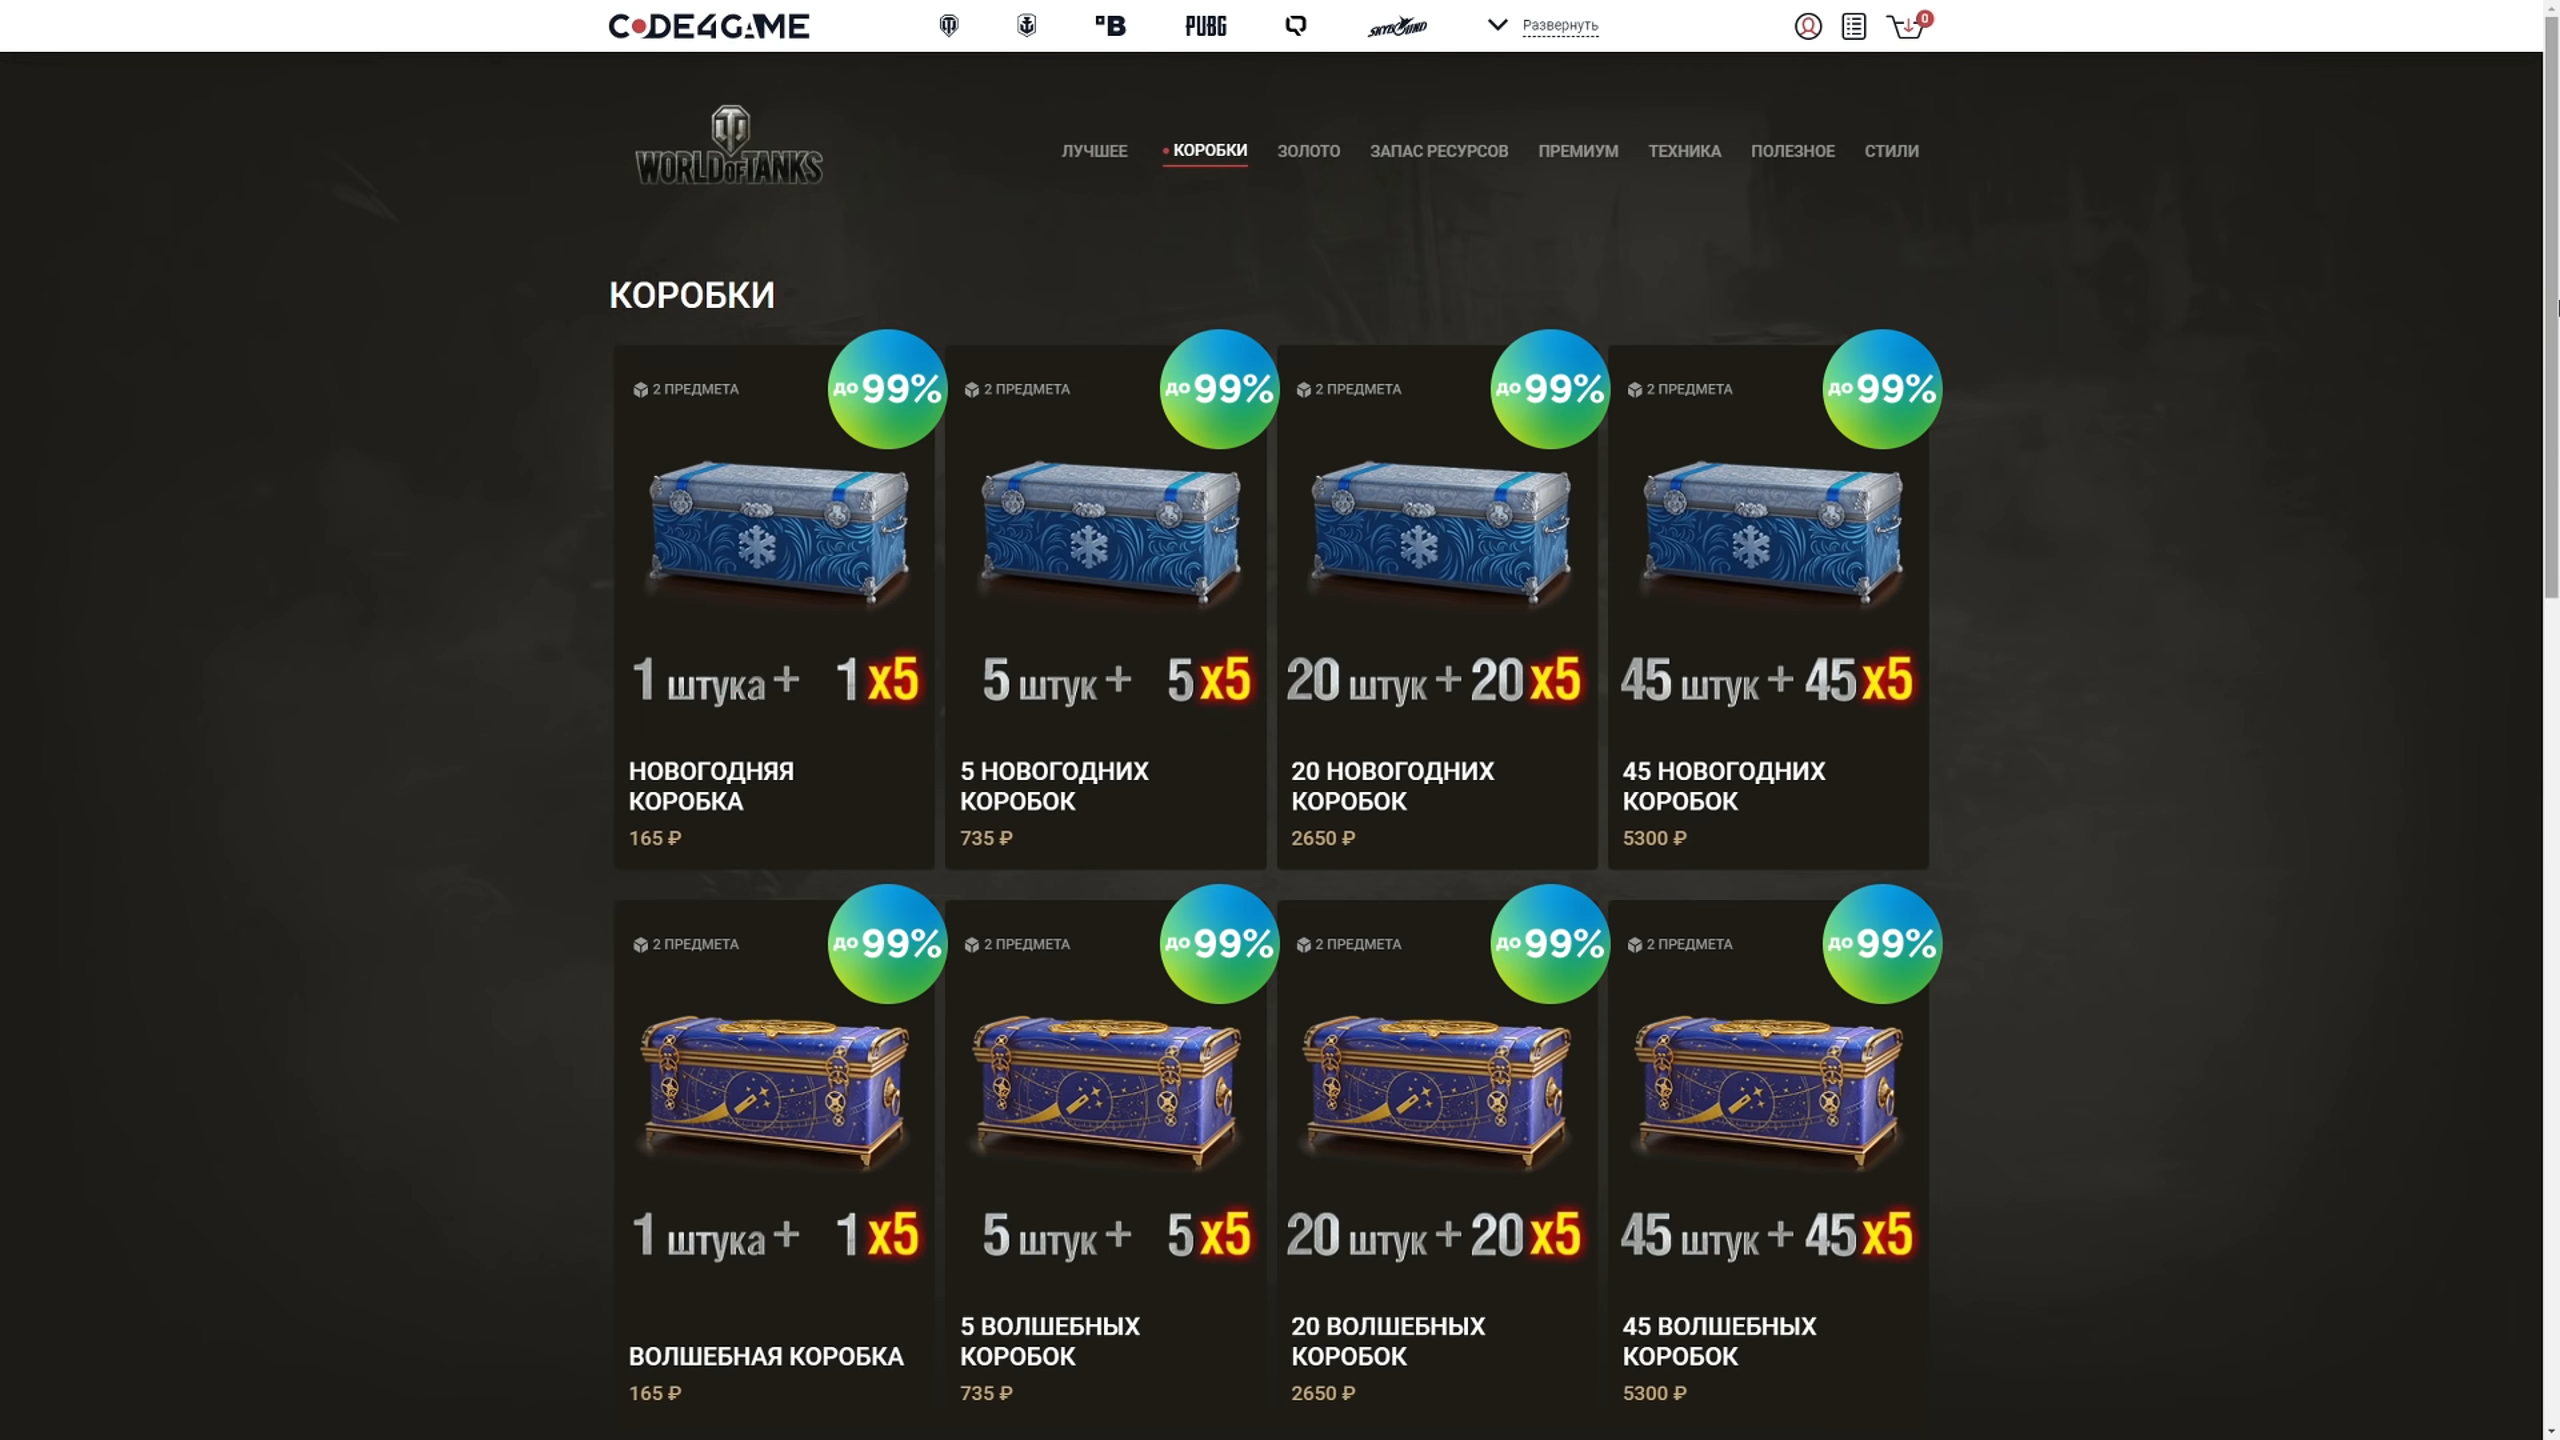 CODE4GAME
B
PUBG
SKYBOUND
Развернуть
0
WORLD OF TANKS
ЛУЧШЕЕ
КОРОБКИ
ЗОЛОТО
ЗАПАС РЕСУРСОВ
ПРЕМИУМ
ТЕХНИКА
ПОЛЕЗНОЕ
СТИЛИ
КОРОБКИ
2 ПРЕДМЕТА
до 99%
1 штука + 1 x5
НОВОГОДНЯЯ
КОРОБКА
165 ₽
2 ПРЕДМЕТА
до 99%
5 штук + 5 x5
5 НОВОГОДНИХ
КОРОБОК
735 ₽
2 ПРЕДМЕТА
до 99%
20 штук + 20 x5
20 НОВОГОДНИХ
КОРОБОК
2650 ₽
2 ПРЕДМЕТА
до 99%
45 штук + 45 x5
45 НОВОГОДНИХ
КОРОБОК
5300 ₽
2 ПРЕДМЕТА
до 99%
1 штука + 1 x5
ВОЛШЕБНАЯ КОРОБКА
165 ₽
2 ПРЕДМЕТА
до 99%
5 штук + 5 x5
5 ВОЛШЕБНЫХ
КОРОБОК
735 ₽
2 ПРЕДМЕТА
до 99%
20 штук + 20 x5
20 ВОЛШЕБНЫХ
КОРОБОК
2650 ₽
2 ПРЕДМЕТА
до 99%
45 штук + 45 x5
45 ВОЛШЕБНЫХ
КОРОБОК
5300 ₽